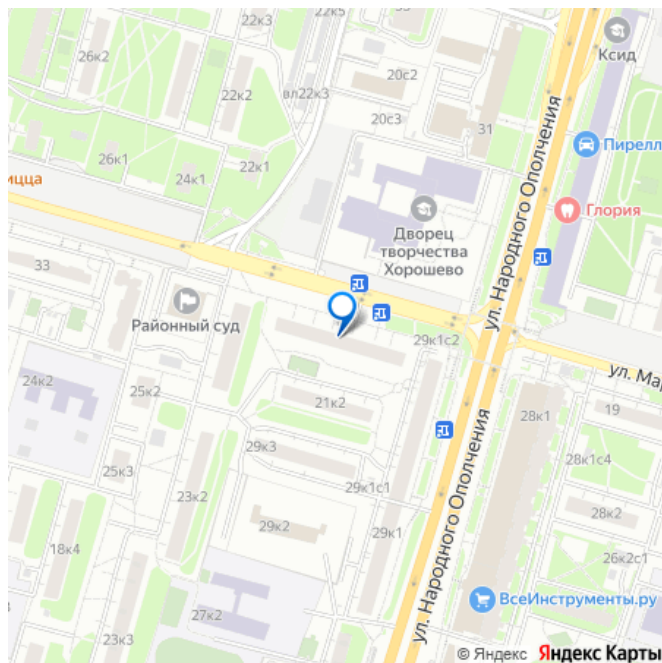 22к3
22к5
26к2
Ксид
20с2
22к2
вл22к3
20с3
31
Пирелл
26к1
22к1
ицца
24к1
Глория
Дворец
творчества
Хорошево
ул. Народного Ополчения
33
Районный суд
29к1с2
ул. Мар
24к2
25к2
21к2
28к1
19
29к3
28к1с4
25к3
23к2
29к1с1
28к2
29к2
29к1
18к4
26к2с1
ул. Народного Ополчения
ВсеИнструменты.ру
27к2
23к3
© Яндекс Яндекс Карты